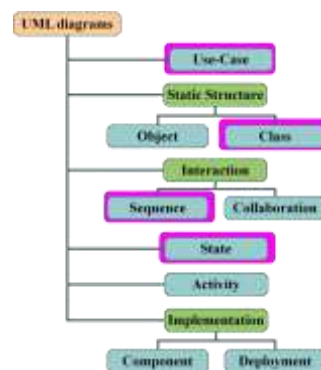 UML diagrams
Use-Case
Static Structure
Object
Class
Interaction
Sequence
Collaboration
State
Activity
Implementation
Component
Deployment